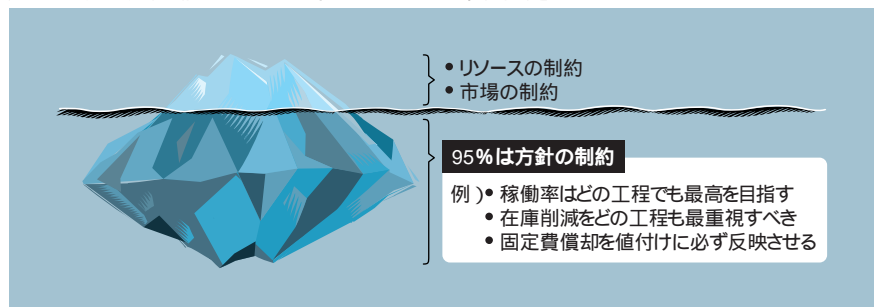 • リソースの制約
• 市場の制約
95%は方針の制約
例)• 稼働率はどの工程でも最高を目指す
• 在庫削減をどの工程も最重視すべき
• 固定費償却を値付けに必ず反映させる